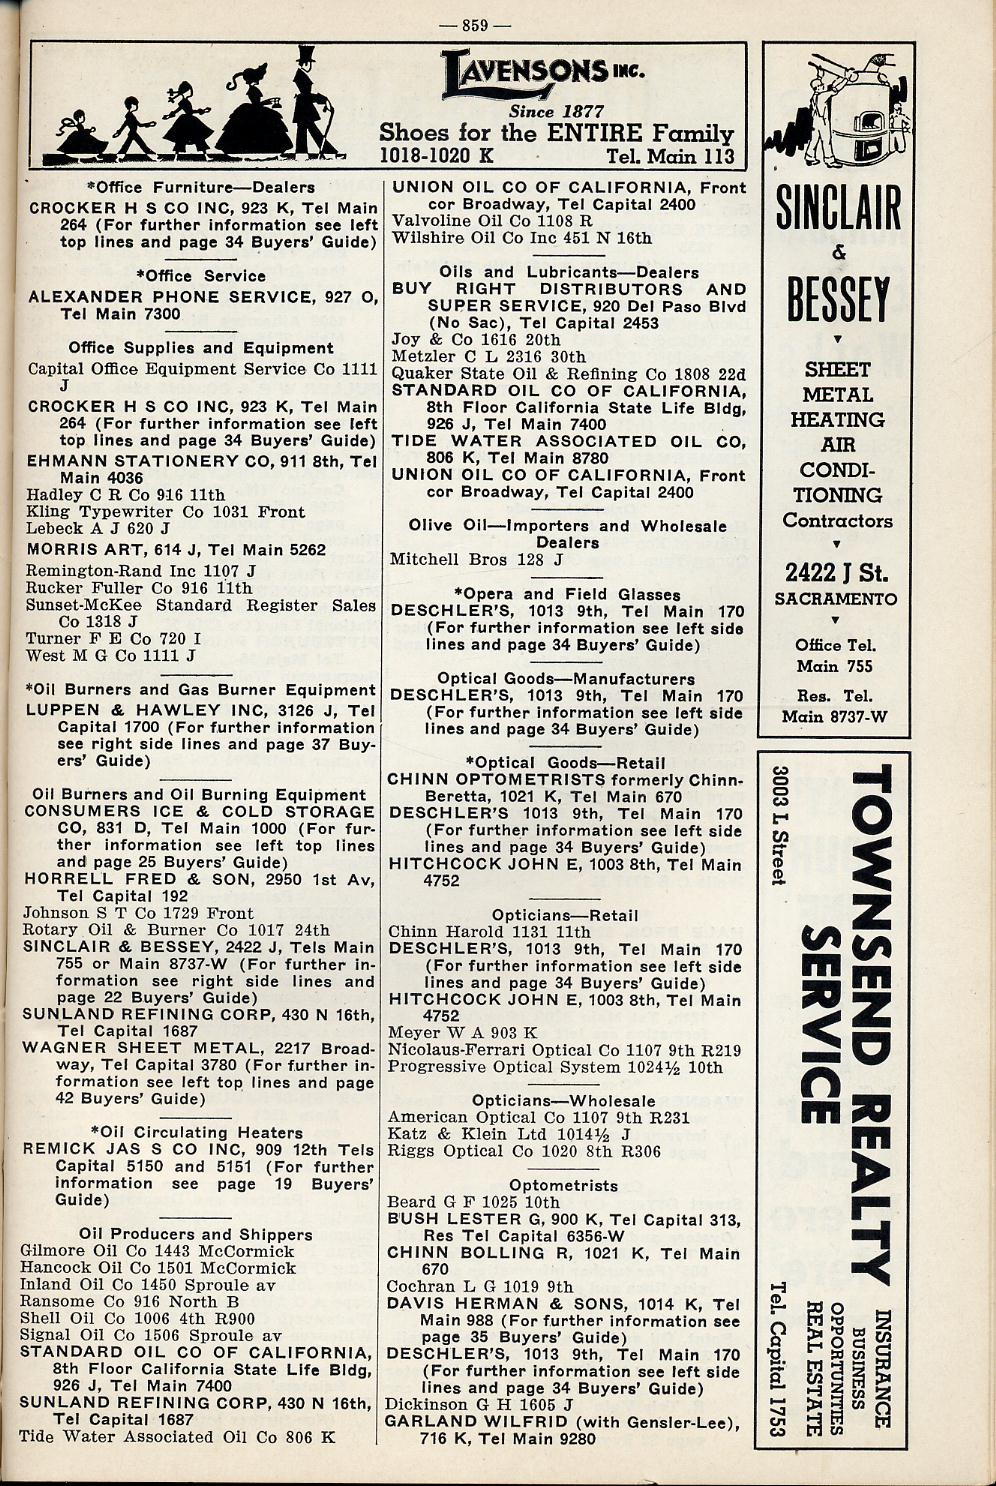 — 859 —
LAVENSONS INC.
Since 1877
Shoes for the ENTIRE Family
1018-1020 K Tel. Main 113
*Office Furniture—Dealers
CROCKER H S CO INC, 923 K, Tel Main
264 (For further information see left
top lines and page 34 Buyers' Guide)
*Office Service
ALEXANDER PHONE SERVICE, 927 O,
Tel Main 7300
Office Supplies and Equipment
Capital Office Equipment Service Co 1111
J
CROCKER H S CO INC, 923 K, Tel Main
264 (For further information see left
top lines and page 34 Buyers' Guide)
EHMANN STATIONERY CO, 911 8th, Tel
Main 4036
Hadley C R Co 916 11th
Kling Typewriter Co 1031 Front
Lebeck A J 620 J
MORRIS ART, 614 J, Tel Main 5262
Remington-Rand Inc 1107 J
Rucker Fuller Co 916 11th
Sunset-McKee Standard Register Sales
Co 1318 J
Turner F E Co 720 I
West M G Co 1111 J
*Oil Burners and Gas Burner Equipment
LUPPEN & HAWLEY INC, 3126 J, Tel
Capital 1700 (For further information
see right side lines and page 37 Buy-
ers' Guide)
Oil Burners and Oil Burning Equipment
CONSUMERS ICE & COLD STORAGE
CO, 831 D, Tel Main 1000 (For fur-
ther information see left top lines
and page 25 Buyers' Guide)
HORRELL FRED & SON, 2950 1st Av,
Tel Capital 192
Johnson S T Co 1729 Front
Rotary Oil & Burner Co 1017 24th
SINCLAIR & BESSEY, 2422 J, Tels Main
755 or Main 8737-W (For further in-
formation see right side lines and
page 22 Buyers' Guide)
SUNLAND REFINING CORP, 430 N 16th,
Tel Capital 1687
WAGNER SHEET METAL, 2217 Broad-
way, Tel Capital 3780 (For further in-
formation see left top lines and page
42 Buyers' Guide)
*Oil Circulating Heaters
REMICK JAS S CO INC, 909 12th Tels
Capital 5150 and 5151 (For further
information see page 19 Buyers'
Guide)
Oil Producers and Shippers
Gilmore Oil Co 1443 McCormick
Hancock Oil Co 1501 McCormick
Inland Oil Co 1450 Sproule av
Ransome Co 916 North B
Shell Oil Co 1006 4th R900
Signal Oil Co 1506 Sproule av
STANDARD OIL CO OF CALIFORNIA,
8th Floor California State Life Bldg,
926 J, Tel Main 7400
SUNLAND REFINING CORP, 430 N 16th,
Tel Capital 1687
Tide Water Associated Oil Co 806 K
UNION OIL CO OF CALIFORNIA, Front
cor Broadway, Tel Capital 2400
Valvoline Oil Co 1108 R
Wilshire Oil Co Inc 451 N 16th
Oils and Lubricants—Dealers
BUY RIGHT DISTRIBUTORS AND
SUPER SERVICE, 920 Del Paso Blvd
(No Sac), Tel Capital 2453
Joy & Co 1616 20th
Metzler C L 2316 30th
Quaker State Oil & Refining Co 1808 22d
STANDARD OIL CO OF CALIFORNIA,
8th Floor California State Life Bldg,
926 J, Tel Main 7400
TIDE WATER ASSOCIATED OIL CO,
806 K, Tel Main 8780
UNION OIL CO OF CALIFORNIA, Front
cor Broadway, Tel Capital 2400
Olive Oil—Importers and Wholesale
Dealers
Mitchell Bros 128 J
*Opera and Field Glasses
DESCHLER'S, 1013 9th, Tel Main 170
(For further information see left side
lines and page 34 Buyers' Guide)
Optical Goods—Manufacturers
DESCHLER'S, 1013 9th, Tel Main 170
(For further information see left side
lines and page 34 Buyers' Guide)
*Optical Goods—Retail
CHINN OPTOMETRISTS formerly Chinn-
Beretta, 1021 K, Tel Main 670
DESCHLER'S 1013 9th, Tel Main 170
(For further information see left side
lines and page 34 Buyers' Guide)
HITCHCOCK JOHN E, 1003 8th, Tel Main
4752
Opticians—Retail
Chinn Harold 1131 11th
DESCHLER'S, 1013 9th, Tel Main 170
(For further information see left side
lines and page 34 Buyers' Guide)
HITCHCOCK JOHN E, 1003 8th, Tel Main
4752
Meyer W A 903 K
Nicolaus-Ferrari Optical Co 1107 9th R219
Progressive Optical System 1024½ 10th
Opticians—Wholesale
American Optical Co 1107 9th R231
Katz & Klein Ltd 1014½ J
Riggs Optical Co 1020 8th R306
Optometrists
Beard G F 1025 10th
BUSH LESTER G, 900 K, Tel Capital 313,
Res Tel Capital 6356-W
CHINN BOLLING R, 1021 K, Tel Main
670
Cochran L G 1019 9th
DAVIS HERMAN & SONS, 1014 K, Tel
Main 988 (For further information see
page 35 Buyers' Guide)
DESCHLER'S, 1013 9th, Tel Main 170
(For further information see left side
lines and page 34 Buyers' Guide)
Dickinson G H 1605 J
GARLAND WILFRID (with Gensler-Lee),
716 K, Tel Main 9280
SINCLAIR
&
BESSEY
SHEET
METAL
HEATING
AIR
CONDI-
TIONING
Contractors
2422 J St.
SACRAMENTO
Office Tel.
Main 755
Res. Tel.
Main 8737-W
TOWNSEND REALTY
SERVICE
3003 L Street
INSURANCE
BUSINESS
OPPORTUNITIES
REAL ESTATE
Tel. Capital 1753